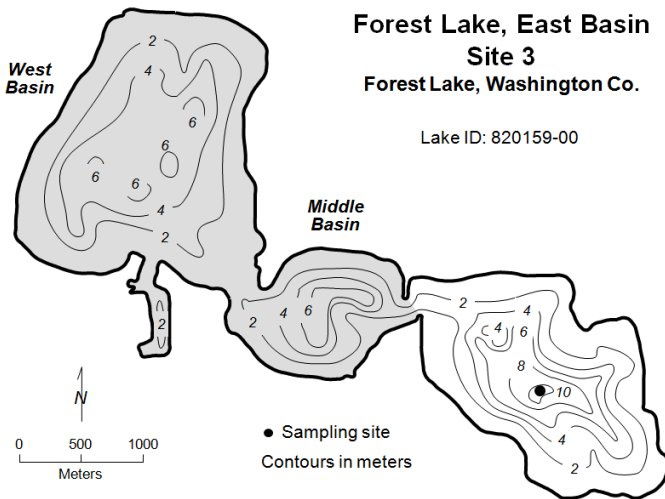 Forest Lake, East Basin
Site 3
Forest Lake, Washington Co.
Lake ID: 820159-00
West
Basin
2
4
6
6
6
6
4
2
2
Middle
Basin
2
4
6
2
4
4
6
8
10
4
2
N
0 500 1000
Meters
Sampling site
Contours in meters